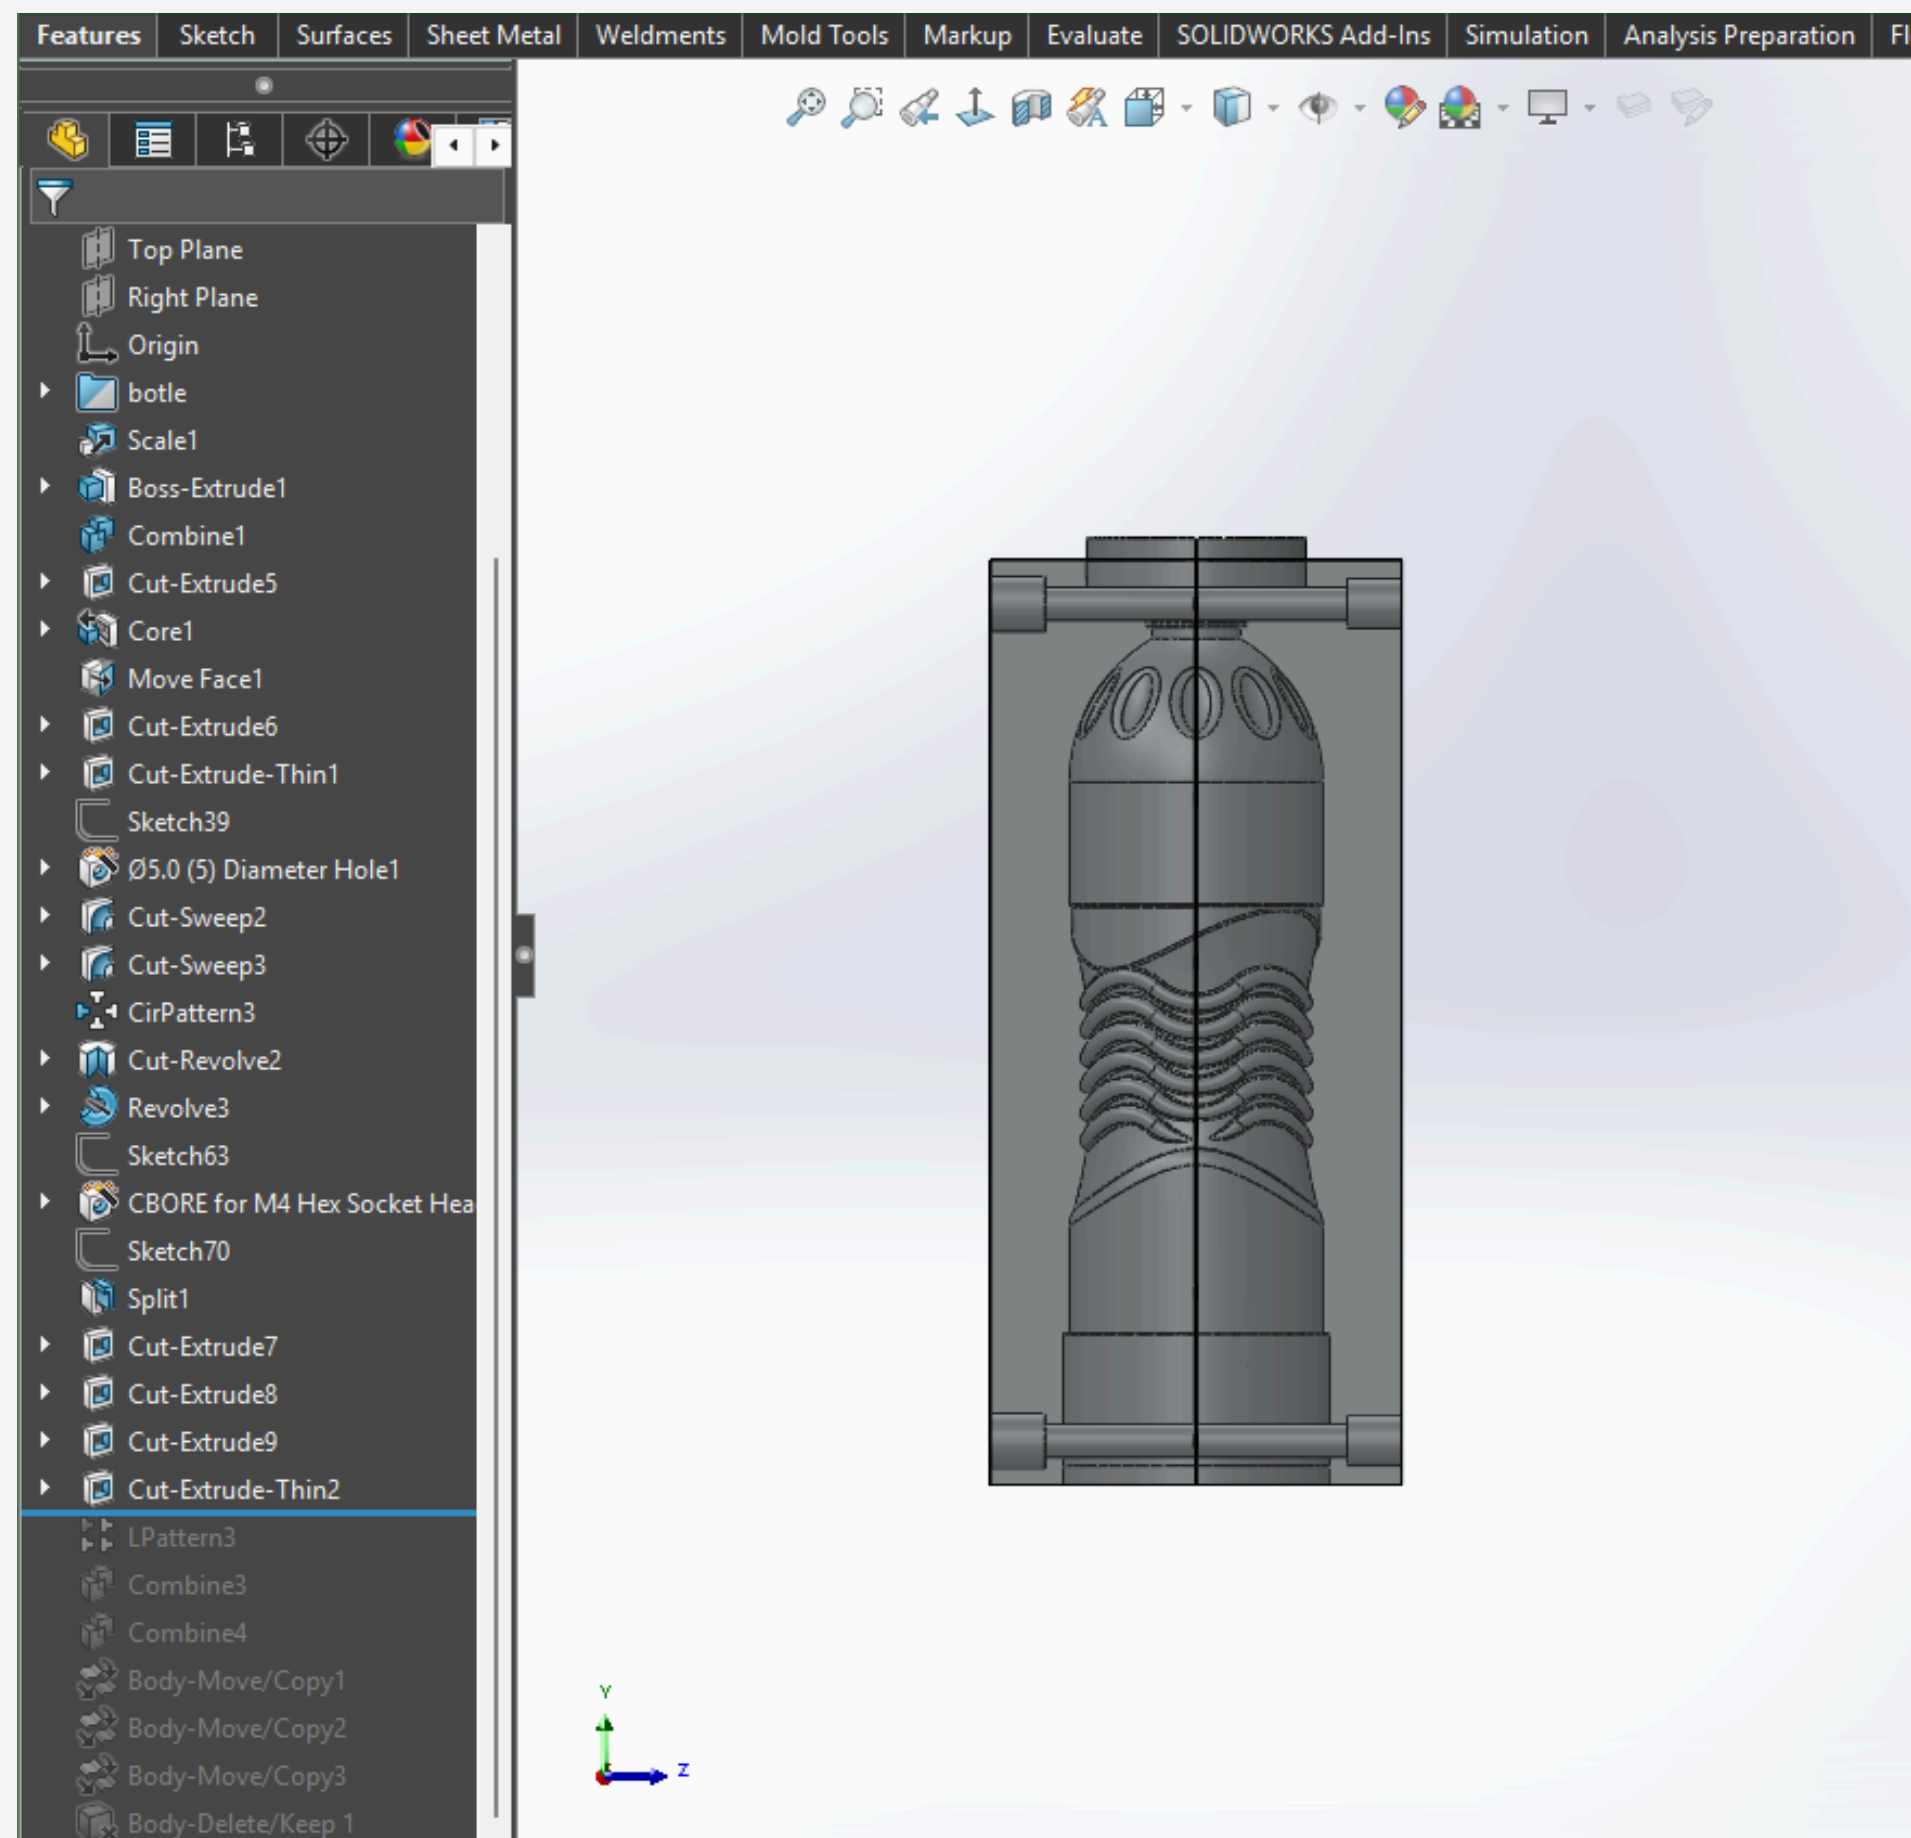 Features Sketch Surfaces Sheet Metal Weldments Mold Tools Markup Evaluate SOLIDWORKS Add-Ins Simulation Analysis Preparation Fl
Top Plane
Right Plane
Origin
botle
Scale1
Boss-Extrude1
Combine1
Cut-Extrude5
Core1
Move Face1
Cut-Extrude6
Cut-Extrude-Thin1
Sketch39
Ø5.0 (5) Diameter Hole1
Cut-Sweep2
Cut-Sweep3
CirPattern3
Cut-Revolve2
Revolve3
Sketch63
CBORE for M4 Hex Socket Hea
Sketch70
Split1
Cut-Extrude7
Cut-Extrude8
Cut-Extrude9
Cut-Extrude-Thin2
LPattern3
Combine3
Combine4
Body-Move/Copy1
Body-Move/Copy2
Body-Move/Copy3
Body-Delete/Keep 1
Y
Z